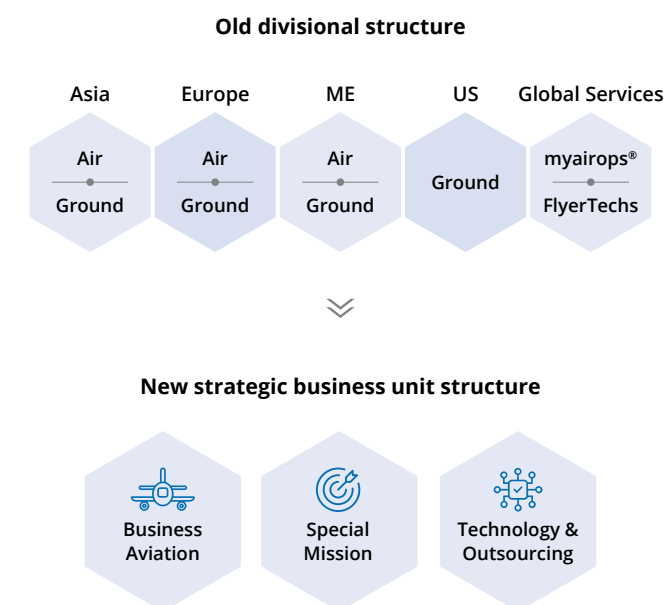 Old divisional structure
Asia
Europe
ME
US
Global Services
Air
Ground
Air
Ground
Air
Ground
Ground
myairops®
FlyerTechs
New strategic business unit structure
Business
Aviation
Special
Mission
Technology &
Outsourcing